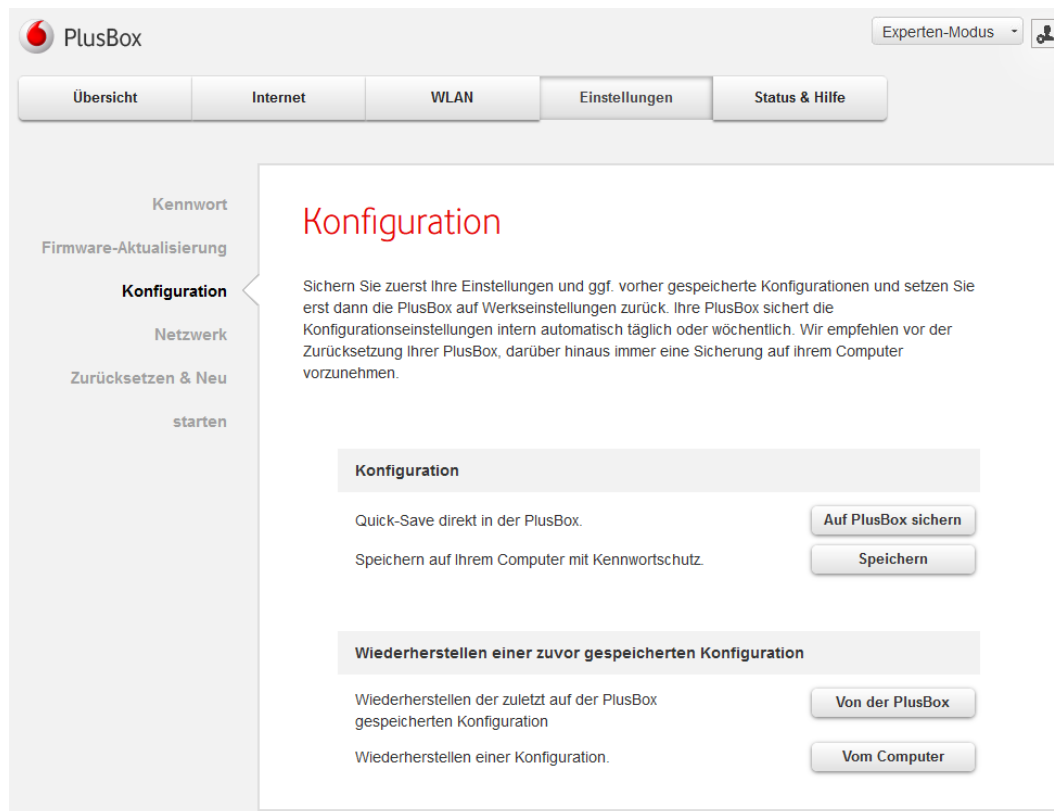 PlusBox
Experten-Modus
Übersicht
Internet
WLAN
Einstellungen
Status & Hilfe
Kennwort
Firmware-Aktualisierung
Konfiguration
Netzwerk
Zurücksetzen & Neu
starten
Konfiguration
Sichern Sie zuerst Ihre Einstellungen und ggf. vorher gespeicherte Konfigurationen und setzen Sie
erst dann die PlusBox auf Werkseinstellungen zurück. Ihre PlusBox sichert die
Konfigurationseinstellungen intern automatisch täglich oder wöchentlich. Wir empfehlen vor der
Zurücksetzung Ihrer PlusBox, darüber hinaus immer eine Sicherung auf ihrem Computer
vorzunehmen.
Konfiguration
Quick-Save direkt in der PlusBox.
Auf PlusBox sichern
Speichern auf Ihrem Computer mit Kennwortschutz.
Speichern
Wiederherstellen einer zuvor gespeicherten Konfiguration
Wiederherstellen der zuletzt auf der PlusBox
gespeicherten Konfiguration
Von der PlusBox
Wiederherstellen einer Konfiguration.
Vom Computer